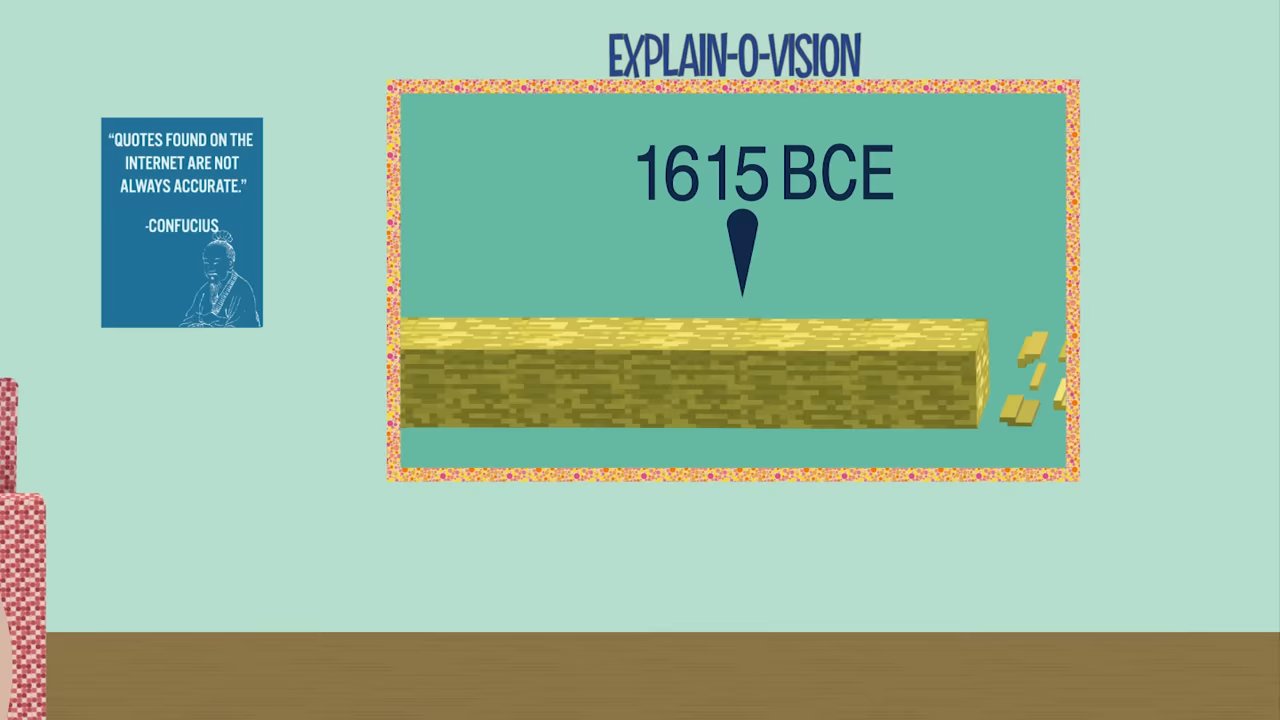 EXPLAIN-O-VISION
"QUOTES FOUND ON THE
INTERNET ARE NOT
ALWAYS ACCURATE."
-CONFUCIUS
1615 BCE